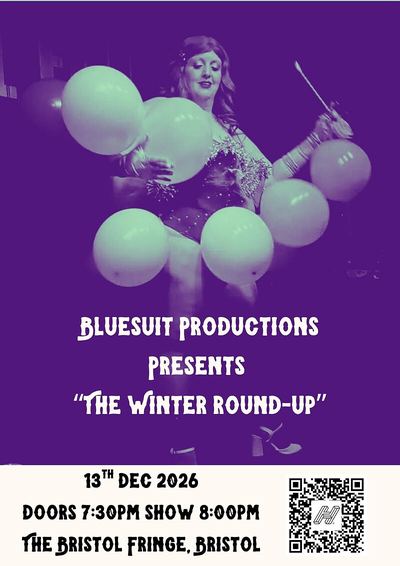 Bluesuit Productions
Presents
“The Winter Round-Up”
13th Dec 2026
Doors 7:30pm Show 8:00pm
The Bristol Fringe, Bristol